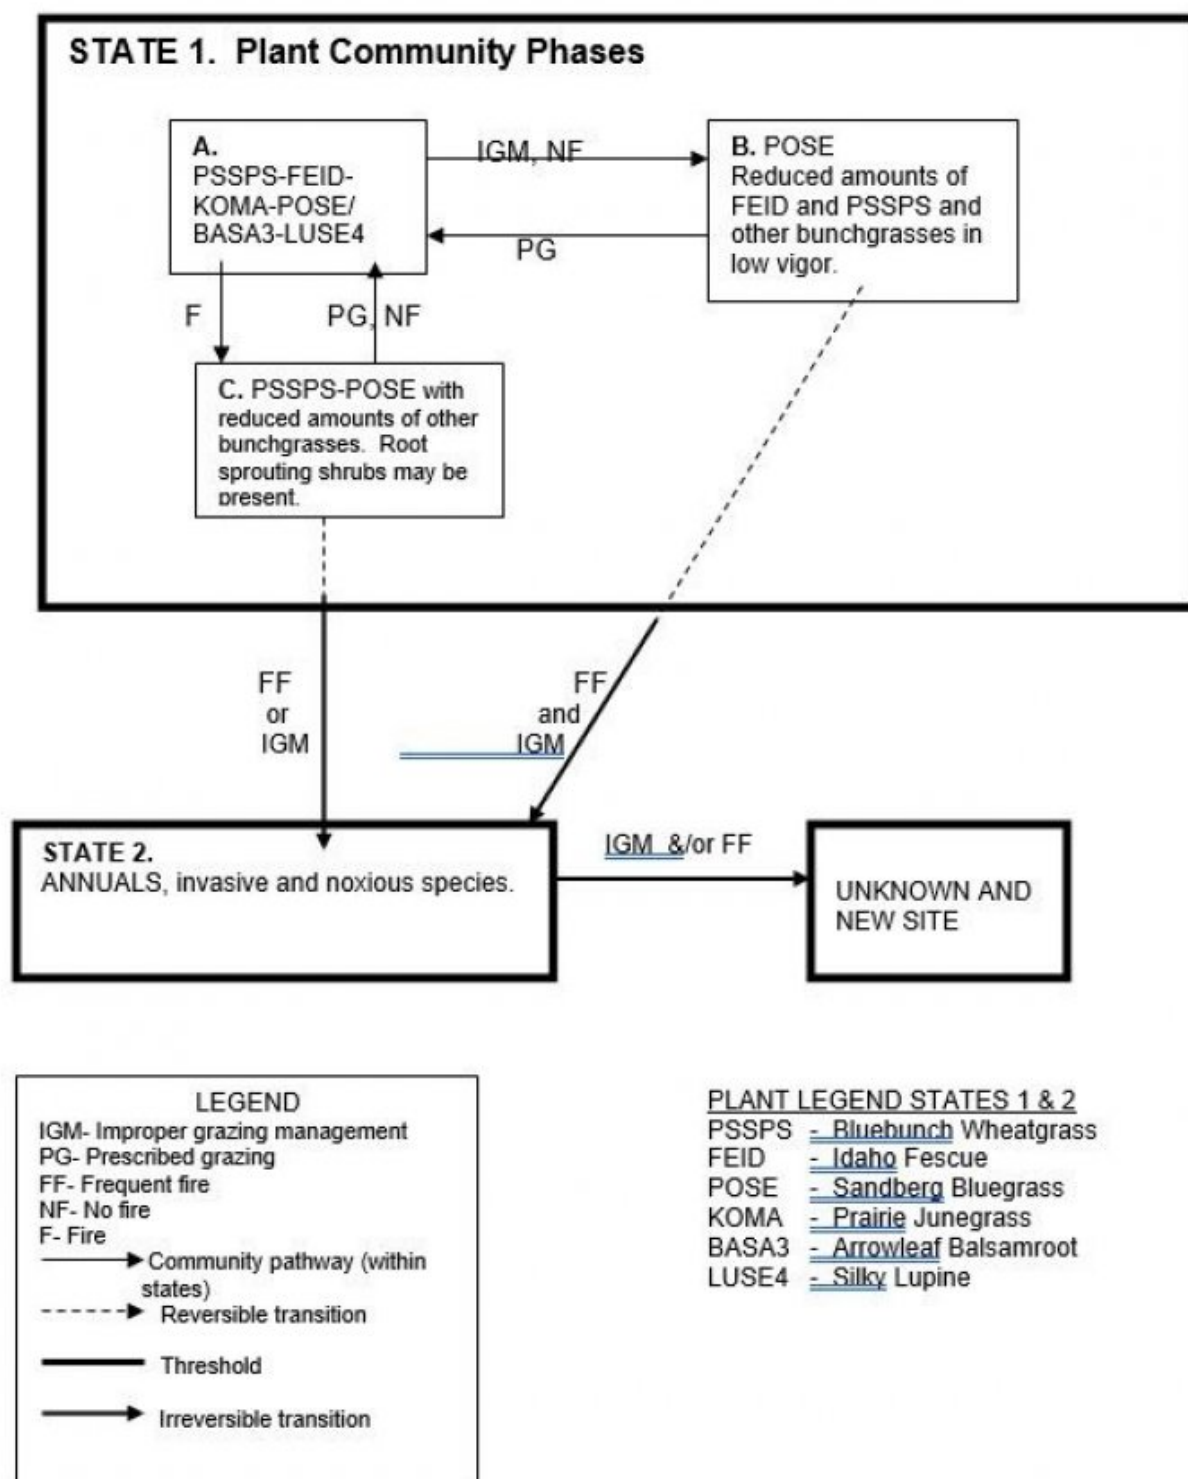 STATE 1. Plant Community Phases
A.
PSSPS-FEID-
KOMA-POSE/
BASA3-LUSE4
IGM, NF
PG
B. POSE
Reduced amounts of
FEID and PSSPS and
other bunchgrasses in
low vigor.
F
PG, NF
C. PSSPS-POSE with
reduced amounts of other
bunchgrasses. Root
sprouting shrubs may be
present.
FF
or
IGM
FF
and
IGM
STATE 2.
ANNUALS, invasive and noxious species.
IGM &/or FF
UNKNOWN AND
NEW SITE
LEGEND
IGM- Improper grazing management
PG- Prescribed grazing
FF- Frequent fire
NF- No fire
F- Fire
Community pathway (within
states)
Reversible transition
Threshold
Irreversible transition
PLANT LEGEND STATES 1 & 2
PSSPS - Bluebunch Wheatgrass
FEID - Idaho Fescue
POSE - Sandberg Bluegrass
KOMA - Prairie Junegrass
BASA3 - Arrowleaf Balsamroot
LUSE4 - Silky Lupine